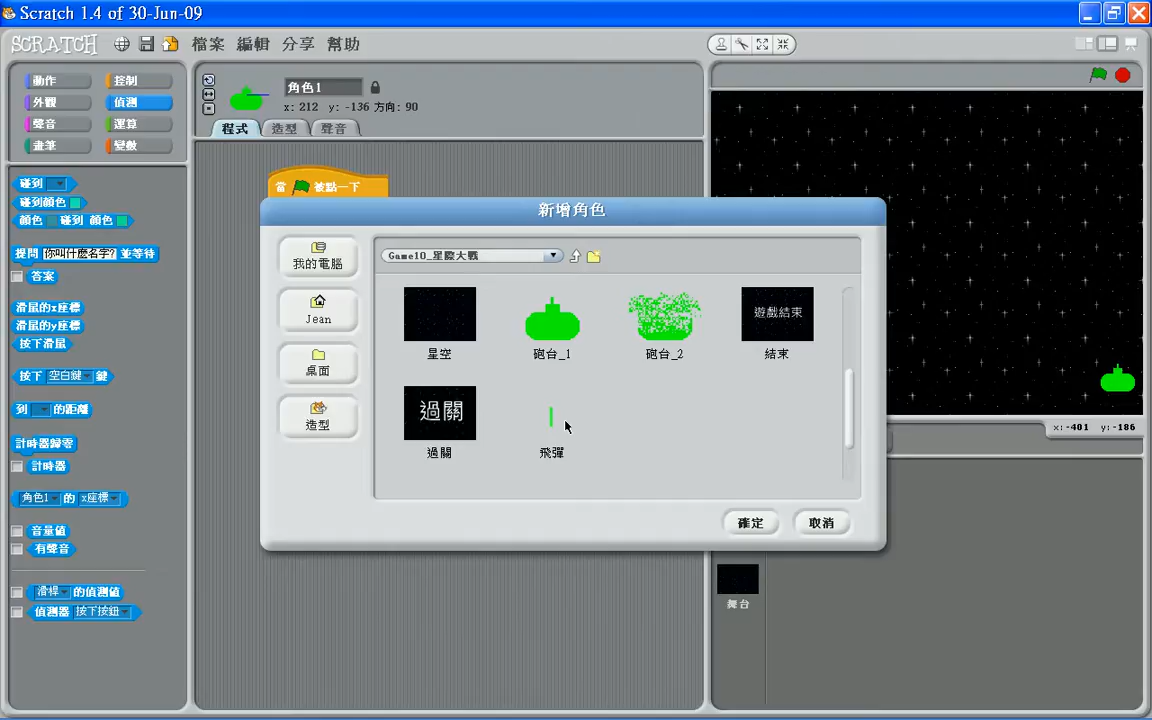 Scratch 1.4 of 30-Jun-09
SCRATCH 檔案 編輯 分享 幫助
動作 控制
外觀 偵測
聲音 運算
畫筆 變數
角色1
x: 212 y: -136 方向: 90
程式 造型 聲音
碰到
碰到顏色
顏色 碰到 顏色
提問 你叫什麼名字? 並等待
答案
滑鼠的x座標
滑鼠的y座標
按下滑鼠
按下 空白鍵 鍵
到 的距離
計時器歸零
計時器
角色1 的 x座標
音量值
有聲音
滑桿 的偵測值
偵測器 按下按鈕
當 被點一下
新增角色
我的電腦
Jean
桌面
造型
Game10_星際大戰
星空 砲台_1 砲台_2 遊戲結束
結束
過關
過關 飛彈
確定 取消
x: -401 y: -186
舞台